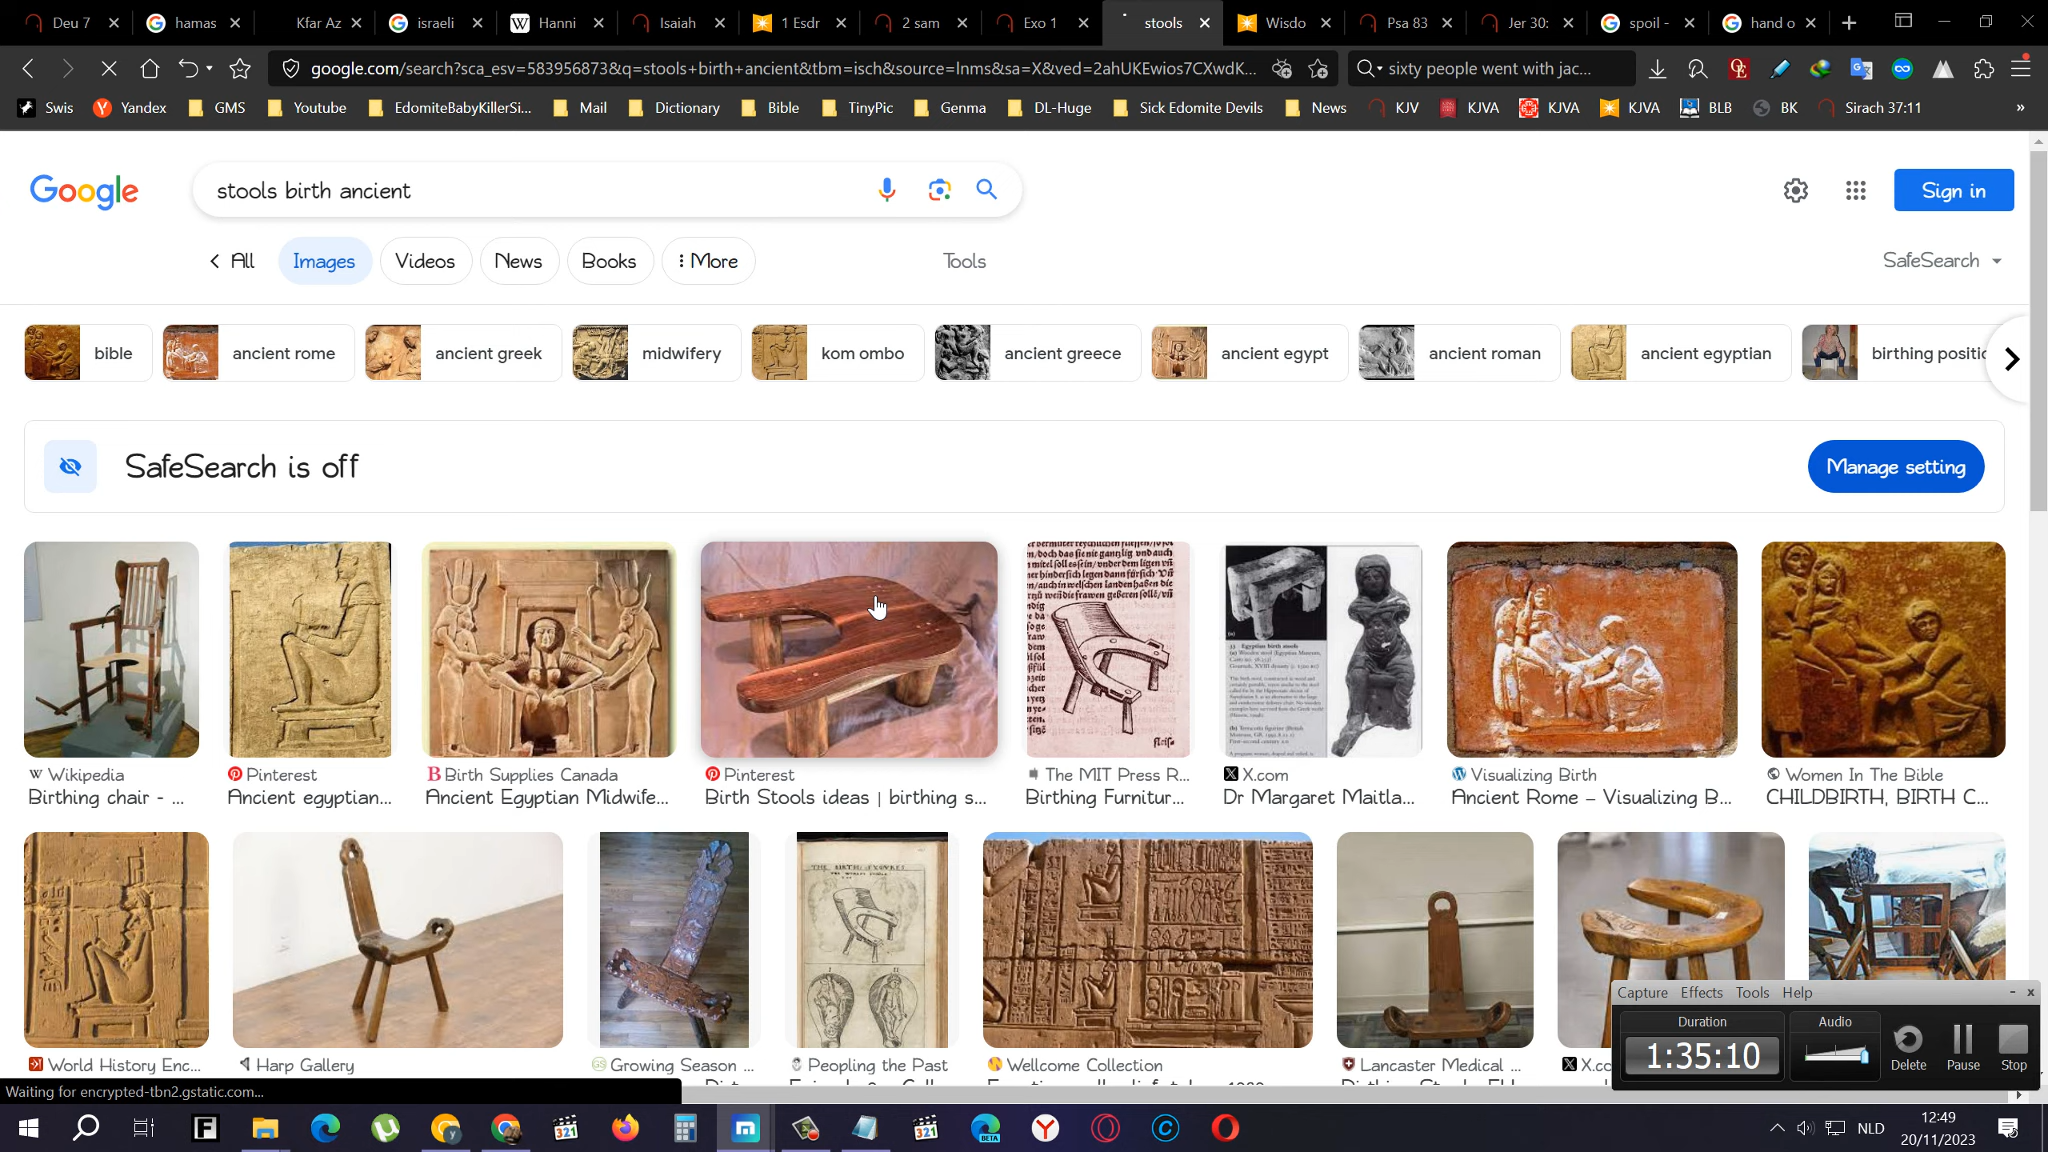 Deu 7
hamas
Kfar Az
israeli
Hanni
Isaiah
1 Esdr
2 sam
Exo 1
stools
Wisdo
Psa 83
Jer 30:
spoil -
hand o
google.com/search?sca_esv=583956873&q=stools+birth+ancient&tbm=isch&source=lnms&sa=X&ved=2ahUKEwios7CXwdK...
sixty people went with jac...
Swis
Yandex
GMS
Youtube
EdomiteBabyKillerSi...
Mail
Dictionary
Bible
TinyPic
Genma
DL-Huge
Sick Edomite Devils
News
KJV
KJVA
KJVA
KJVA
BLB
BK
Sirach 37:11
»
Google
stools birth ancient
Sign in
All
Images
Videos
News
Books
More
Tools
SafeSearch
bible
ancient rome
ancient greek
midwifery
kom ombo
ancient greece
ancient egypt
ancient roman
ancient egyptian
birthing positic
SafeSearch is off
Manage setting
Wikipedia
Birthing chair - ...
Pinterest
Ancient egyptian...
Birth Supplies Canada
Ancient Egyptian Midwife...
Pinterest
Birth Stools ideas | birthing s...
The MIT Press R...
Birthing Furnitur...
X.com
Dr Margaret Maitla...
Visualizing Birth
Ancient Rome – Visualizing B...
Women In The Bible
CHILDBIRTH, BIRTH C...
World History Enc...
Harp Gallery
Growing Season ...
Peopling the Past
Wellcome Collection
Lancaster Medical ...
X.co
Capture Effects Tools Help
Duration
Audio
1:35:10
Delete
Pause
Stop
Waiting for encrypted-tbn2.gstatic.com...
NLD
12:49
20/11/2023